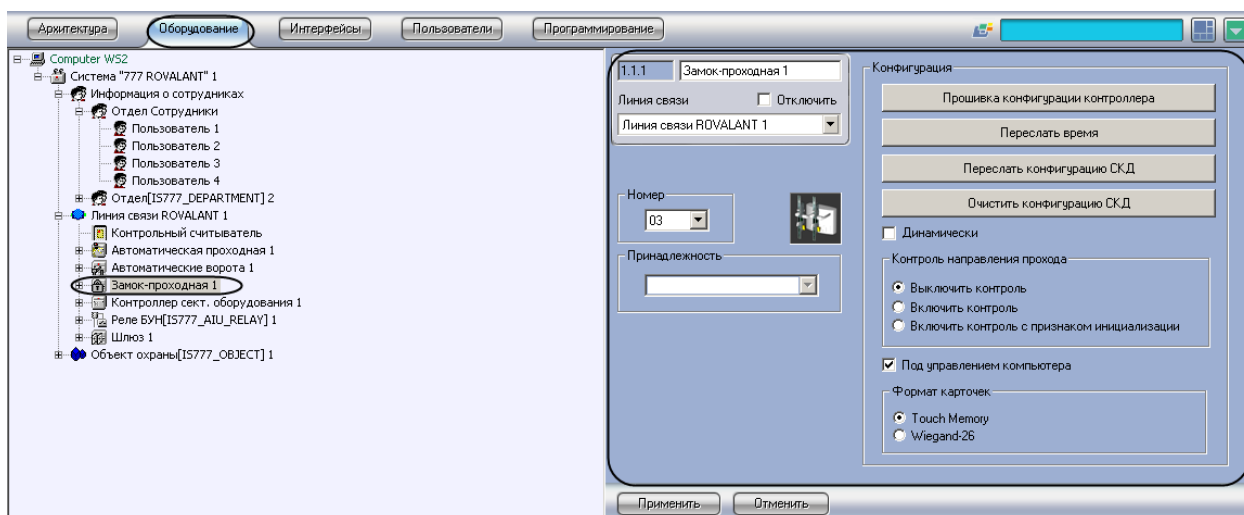 Архитектура Оборудование Интерфейсы Пользователи Программирование
Computer WS2
Система "777 ROVALANT" 1
Информация о сотрудниках
Отдел Сотрудники
Пользователь 1
Пользователь 2
Пользователь 3
Пользователь 4
Отдел[IS777_DEPARTMENT] 2
Линия связи ROVALANT 1
Контрольный считыватель
Автоматическая проходная 1
Автоматические ворота 1
Замок-проходная 1
Контроллер сект. оборудования 1
Реле БУН[IS777_AIU_RELAY] 1
Шлюз 1
Объект охраны[IS777_OBJECT] 1
1.1.1 Замок-проходная 1
Линия связи Отключить
Линия связи ROVALANT 1
Номер
03
Принадлежность
Конфигурация
Прошивка конфигурации контроллера
Переслать время
Переслать конфигурацию СКД
Очистить конфигурацию СКД
Динамически
Контроль направления прохода
Выключить контроль
Включить контроль
Включить контроль с признаком инициализации
Под управлением компьютера
Формат карточек
Touch Memory
Wiegand-26
Применить Отменить